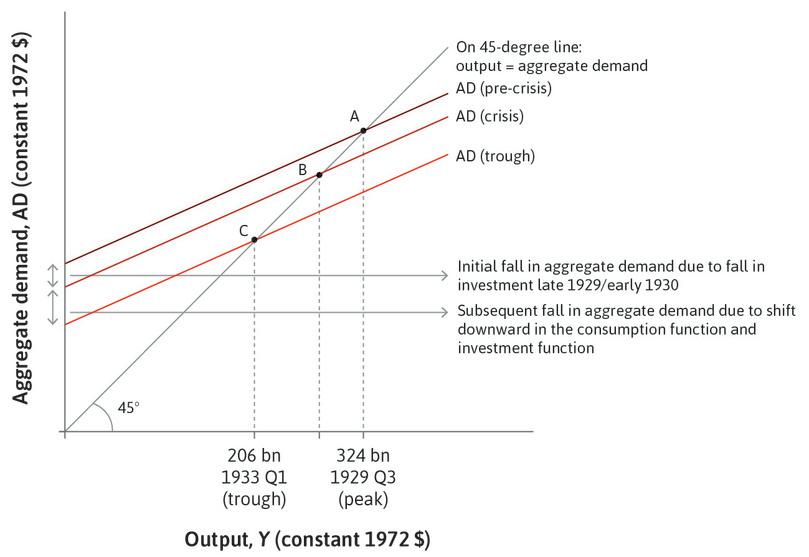 Aggregate demand, AD (constant 1972 $)
On 45-degree line:
output = aggregate demand
AD (pre-crisis)
AD (crisis)
AD (trough)
A
B
C
Initial fall in aggregate demand due to fall in
investment late 1929/early 1930
Subsequent fall in aggregate demand due to shift
downward in the consumption function and
investment function
45°
206 bn
1933 Q1
(trough)
324 bn
1929 Q3
(peak)
Output, Y (constant 1972 $)